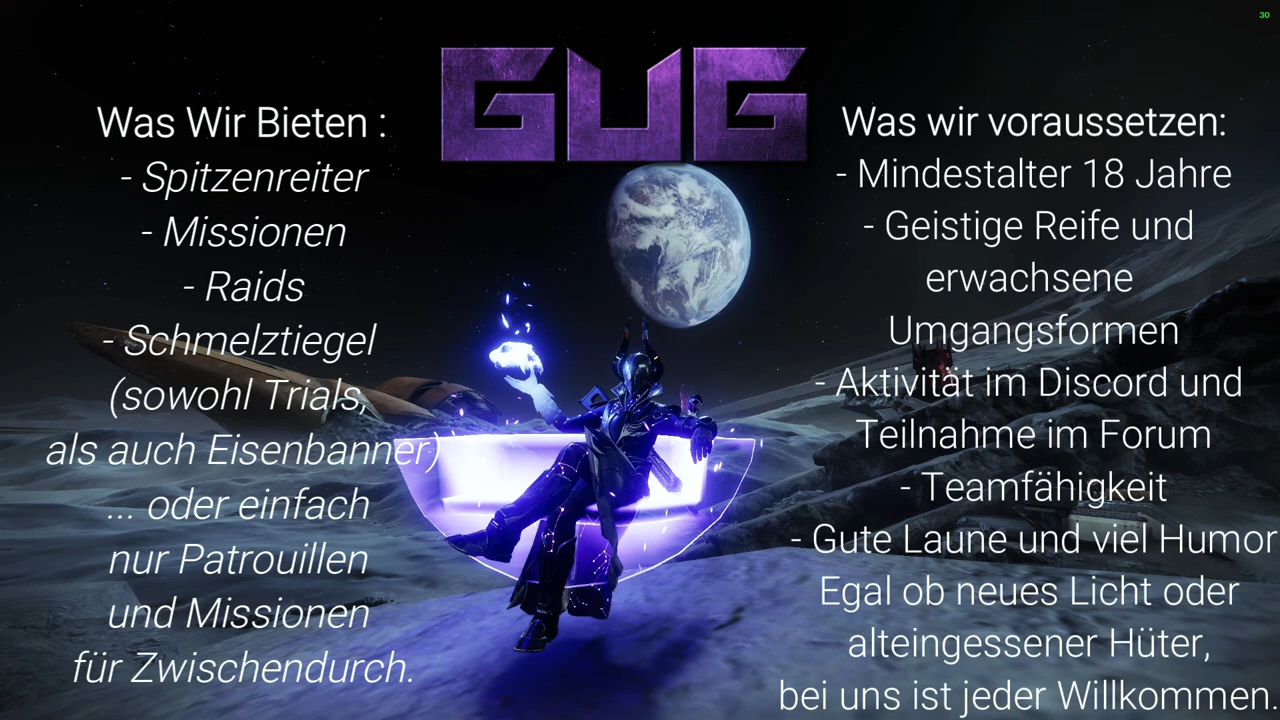 30
GUG
Was Wir Bieten :
- Spitzenreiter
- Missionen
- Raids
- Schmelztiegel
(sowohl Trials,
als auch Eisenbanner)
... oder einfach
nur Patrouillen
und Missionen
für Zwischendurch.
Was wir voraussetzen:
- Mindestalter 18 Jahre
- Geistige Reife und
erwachsene
Umgangsformen
- Aktivität im Discord und
Teilnahme im Forum
- Teamfähigkeit
- Gute Laune und viel Humor
Egal ob neues Licht oder
alteingessener Hüter,
bei uns ist jeder Willkommen.